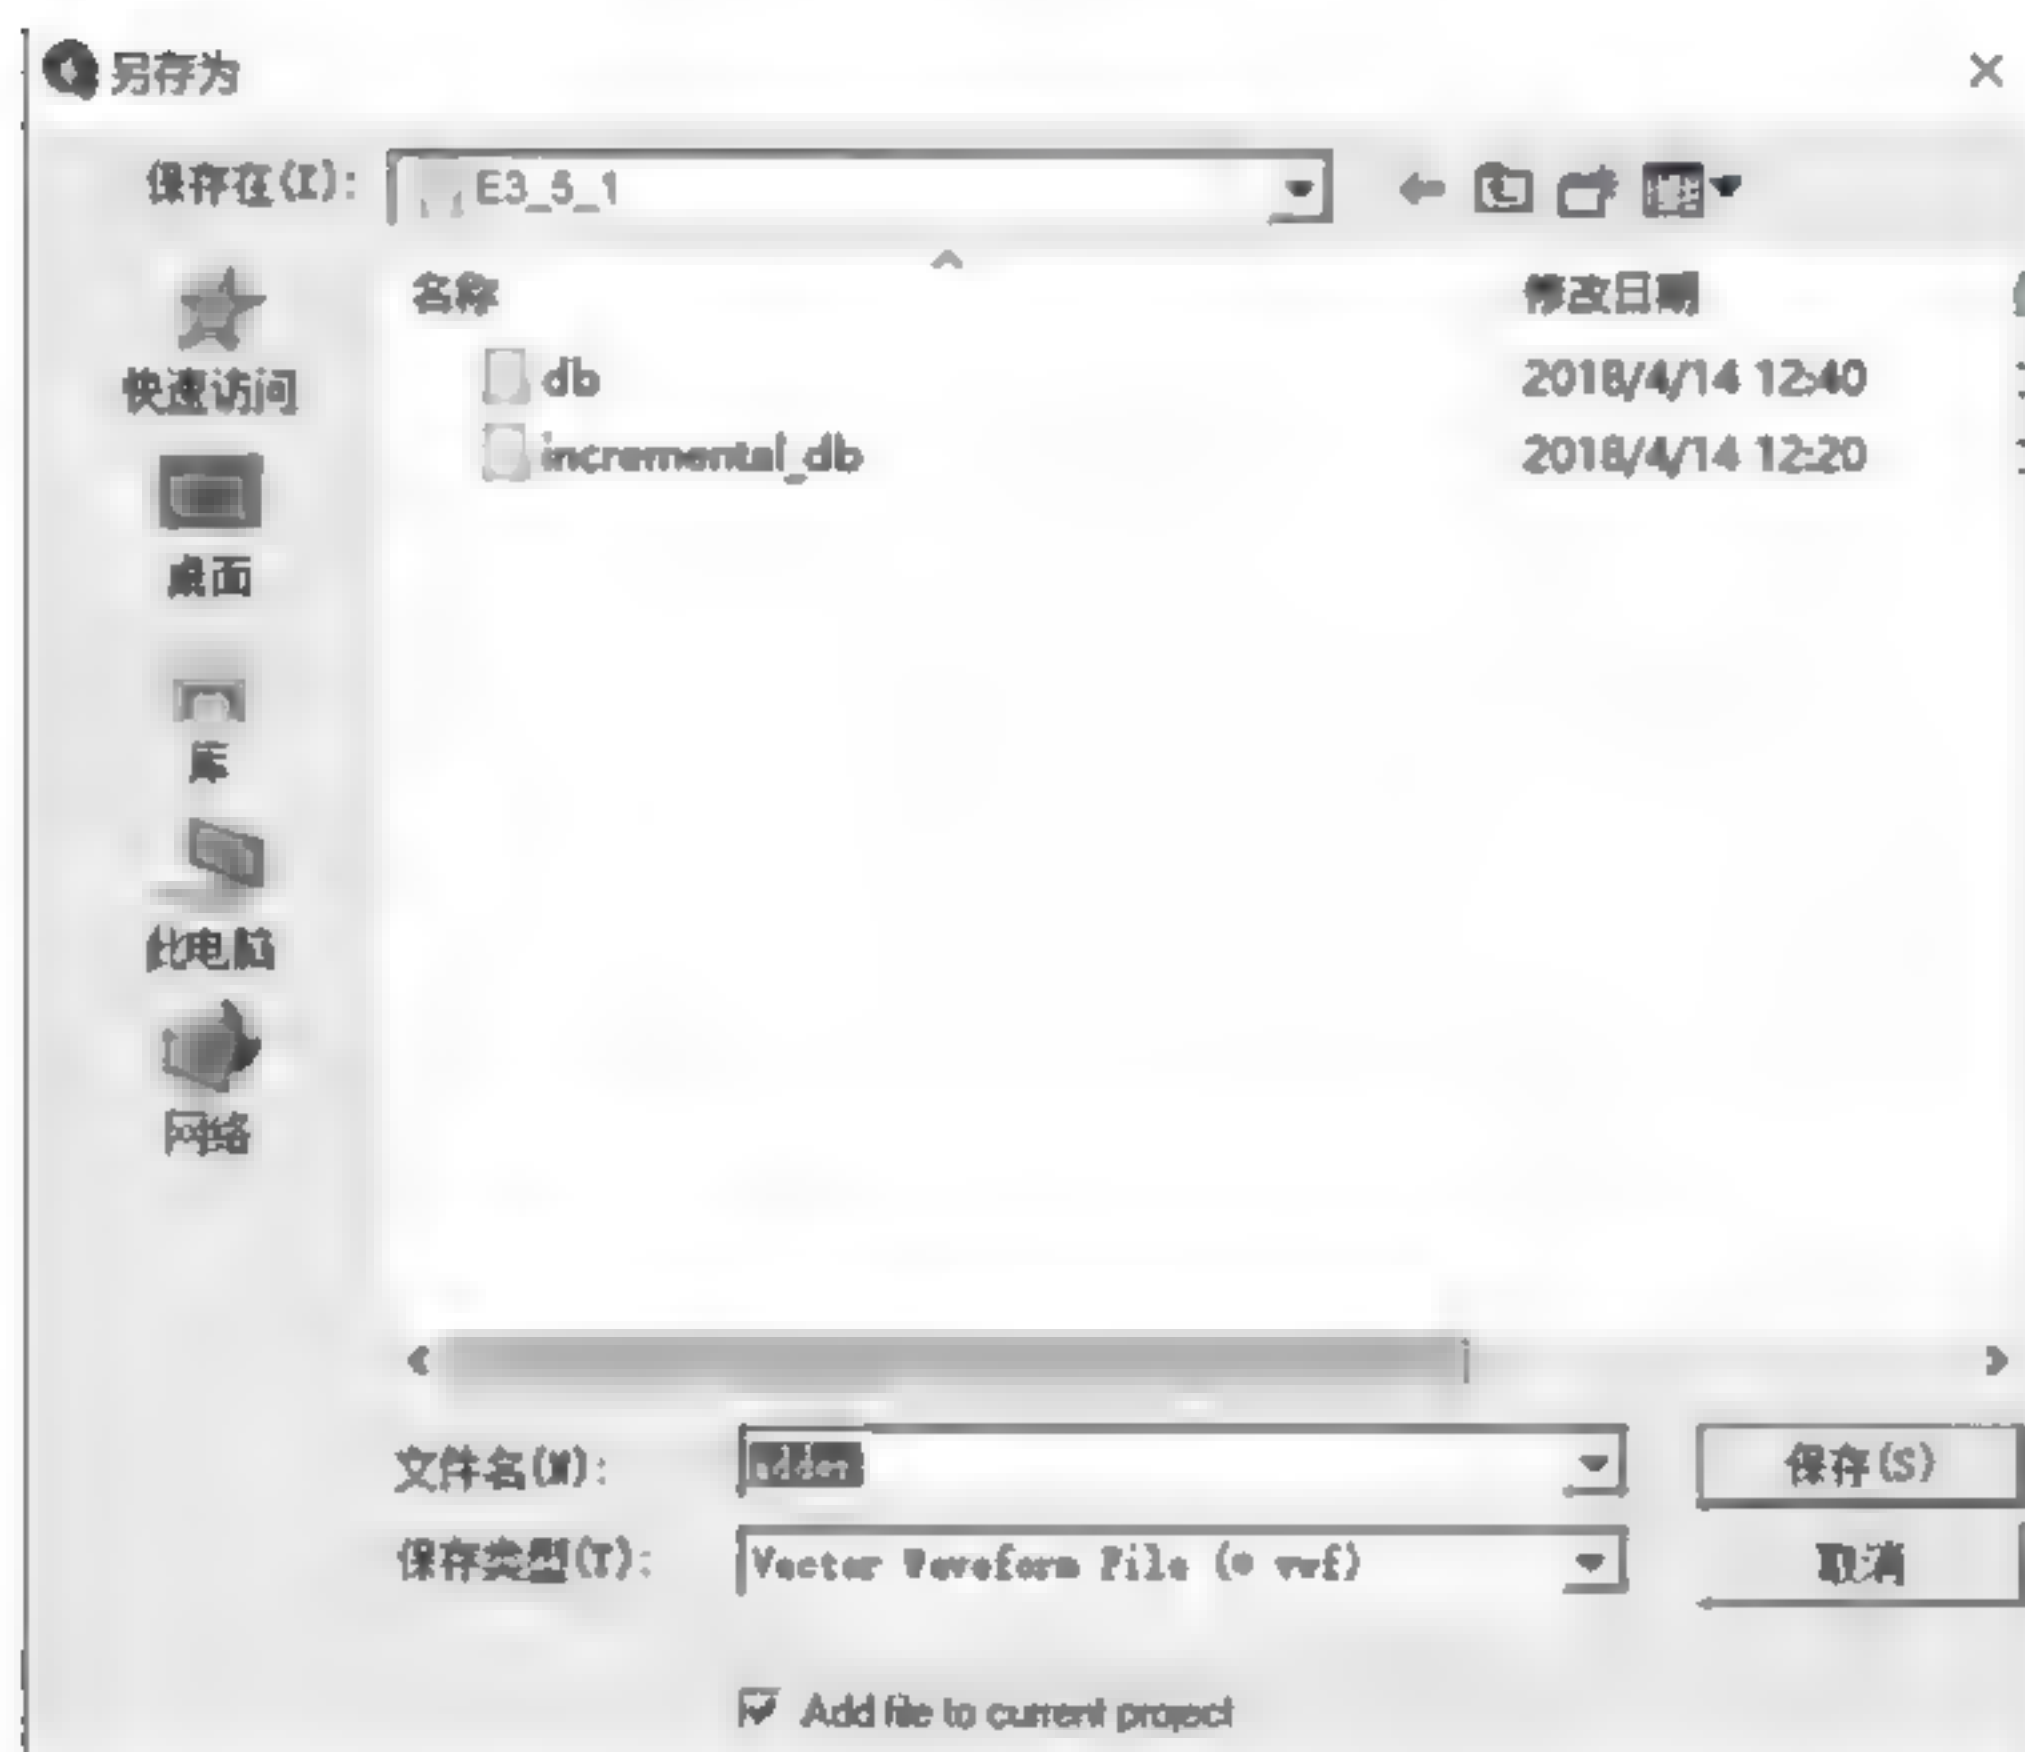 另存为
保存在(I): E3_5_1
名称 修改日期
db 2018/4/14 12:40
incremental_db 2018/4/14 12:20
快速访问
桌面
库
此电脑
网络
文件名(N): adder 保存(S)
保存类型(T): Vector Waveform File (*.vwf) 取消
Add file to current project